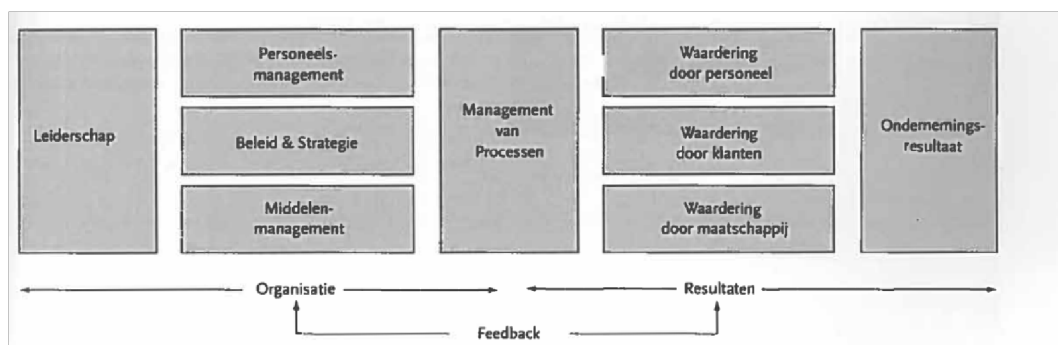 Leiderschap
Personeels-
management
Beleid & Strategie
Middelen-
management
Management
van
Processen
Waardering
door personeel
Waardering
door klanten
Waardering
door maatschappij
Ondernemings-
resultaat
Organisatie
Resultaten
Feedback